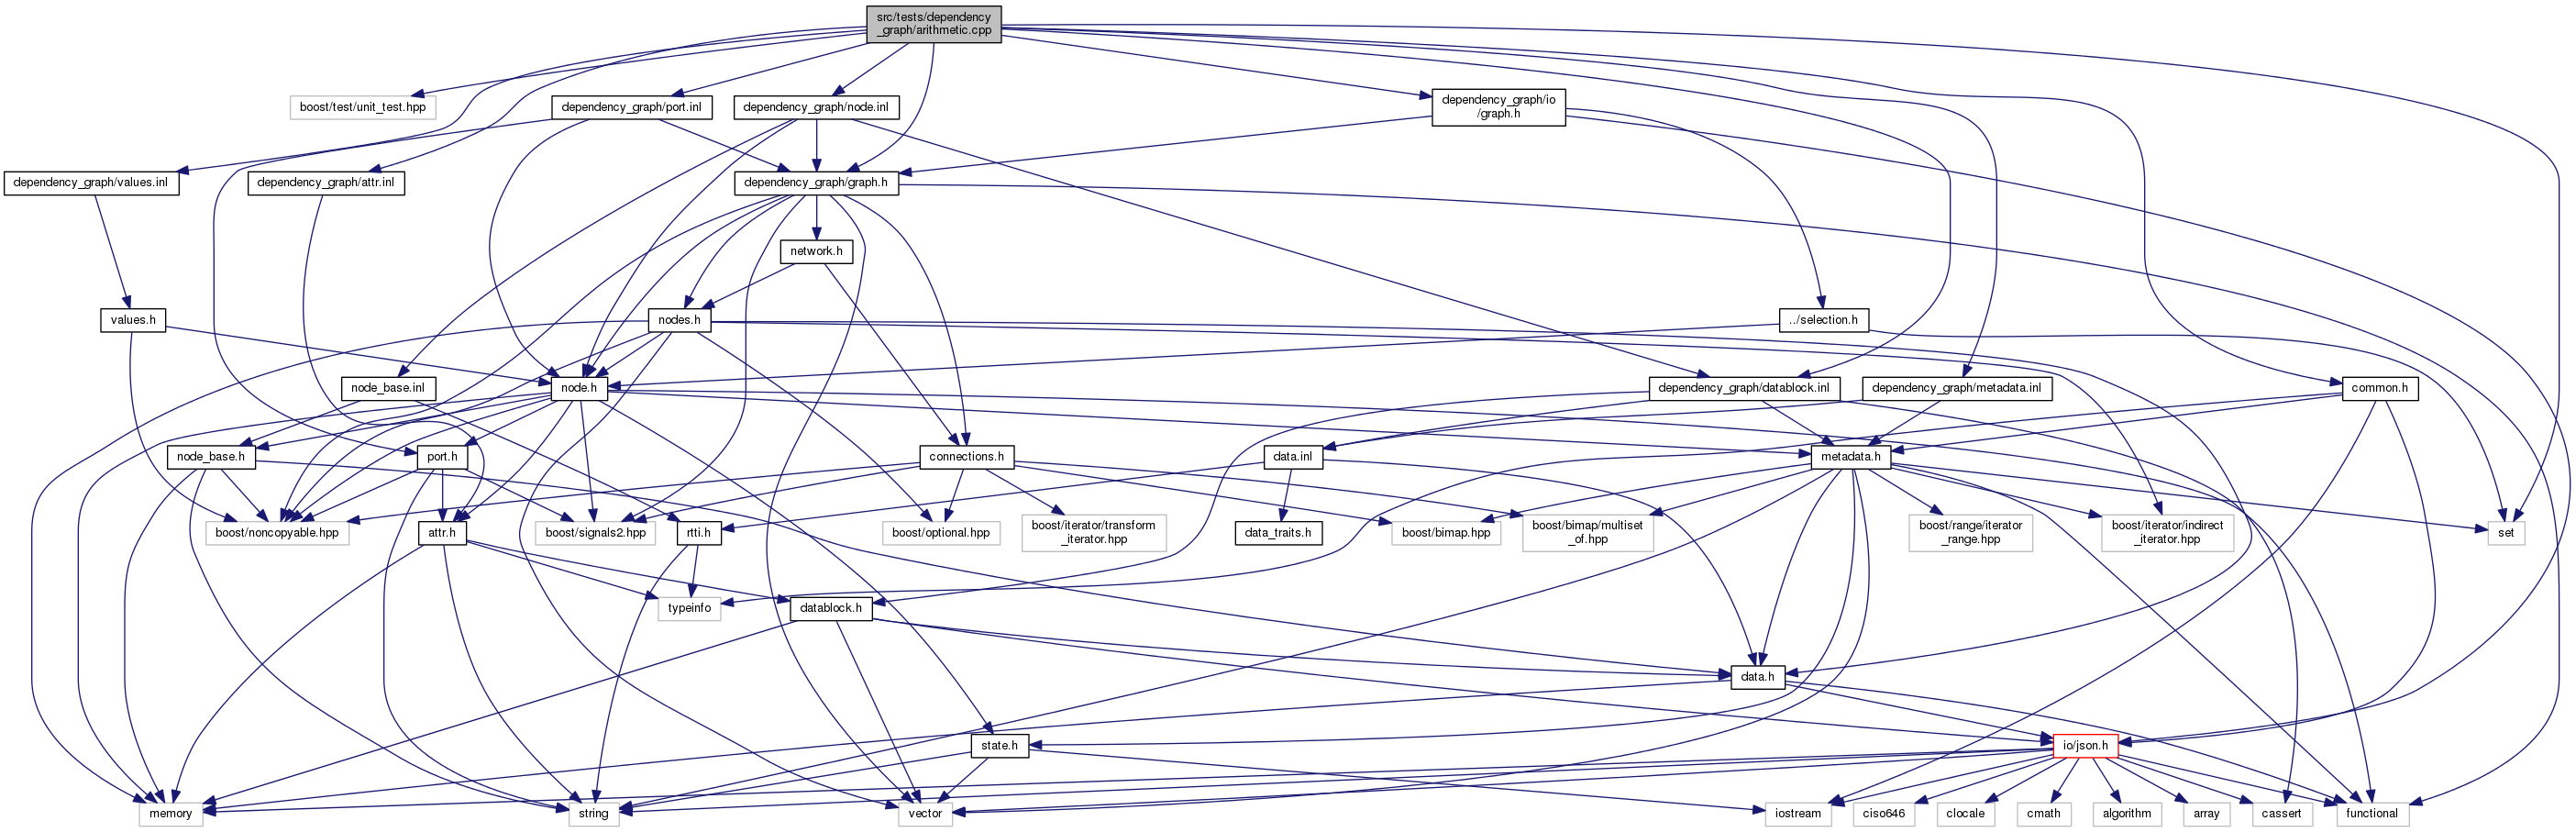 src/tests/dependency
_graph/arithmetic.cpp
boost/test/unit_test.hpp
dependency_graph/port.inl
dependency_graph/node.inl
dependency_graph/io
/graph.h
dependency_graph/values.inl
dependency_graph/attr.inl
dependency_graph/graph.h
network.h
values.h
nodes.h
../selection.h
node_base.inl
node.h
dependency_graph/datablock.inl
dependency_graph/metadata.inl
common.h
node_base.h
port.h
connections.h
data.inl
metadata.h
boost/noncopyable.hpp
attr.h
boost/signals2.hpp
rtti.h
boost/optional.hpp
boost/iterator/transform
_iterator.hpp
data_traits.h
boost/bimap.hpp
boost/bimap/multiset
_of.hpp
boost/range/iterator
_range.hpp
boost/iterator/indirect
_iterator.hpp
set
typeinfo
datablock.h
data.h
state.h
io/json.h
memory
string
vector
iostream
ciso646
clocale
cmath
algorithm
array
cassert
functional